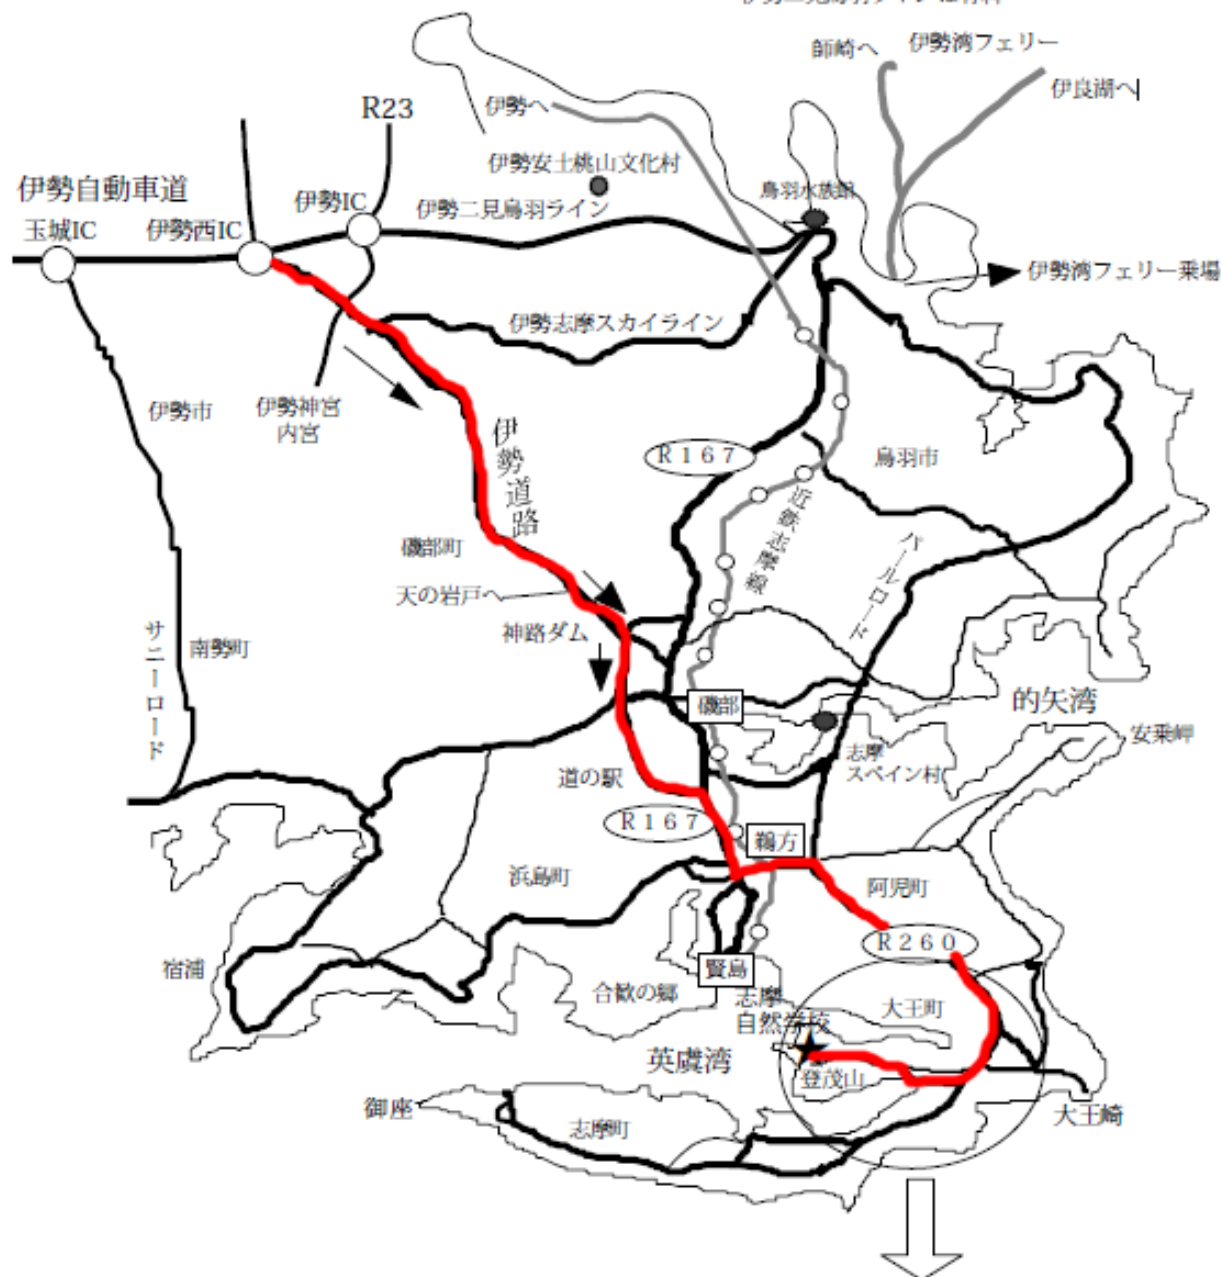 師崎へ
伊勢湾フェリー
伊良湖へ
伊勢へ
R23
伊勢安土桃山文化村
鳥羽水族館
伊勢自動車道
伊勢IC
伊勢二見鳥羽ライン
玉城IC
伊勢西IC
伊勢湾フェリー乗場
伊勢志摩スカイライン
伊勢市
伊勢神宮
内宮
伊勢道路
R167
鳥羽市
近鉄志摩線
パールロード
磯部町
天の岩戸へ
神路ダム
サニーロード
南勢町
磯部
的矢湾
安乗岬
志摩
スペイン村
道の駅
R167
鵜方
浜島町
阿児町
R260
宿浦
賢島
合歓の郷
志摩
自然学校
大王町
英虞湾
登茂山
御座
志摩町
大王崎